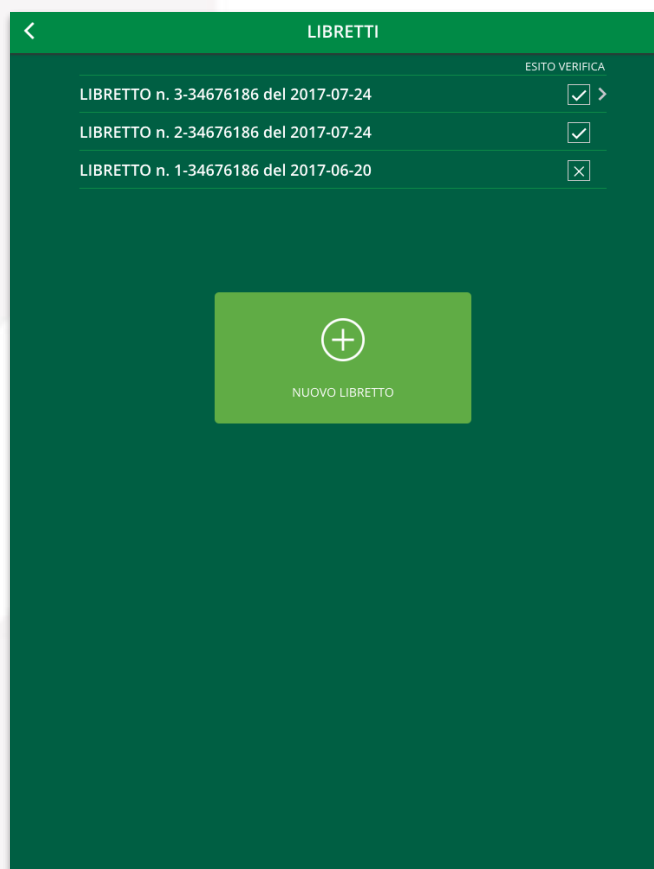 LIBRETTI
ESITO VERIFICA
LIBRETTO n. 3-34676186 del 2017-07-24
LIBRETTO n. 2-34676186 del 2017-07-24
LIBRETTO n. 1-34676186 del 2017-06-20
NUOVO LIBRETTO